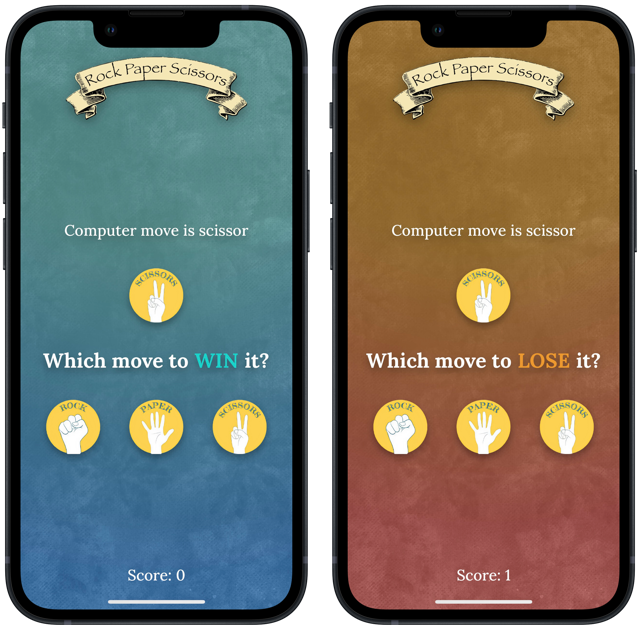 Rock Paper Scissors
Computer move is scissor
SCISSORS
Which move to WIN it?
ROCK
PAPER
SCISSORS
Score: 0
Rock Paper Scissors
Computer move is scissor
SCISSORS
Which move to LOSE it?
ROCK
PAPER
SCISSORS
Score: 1